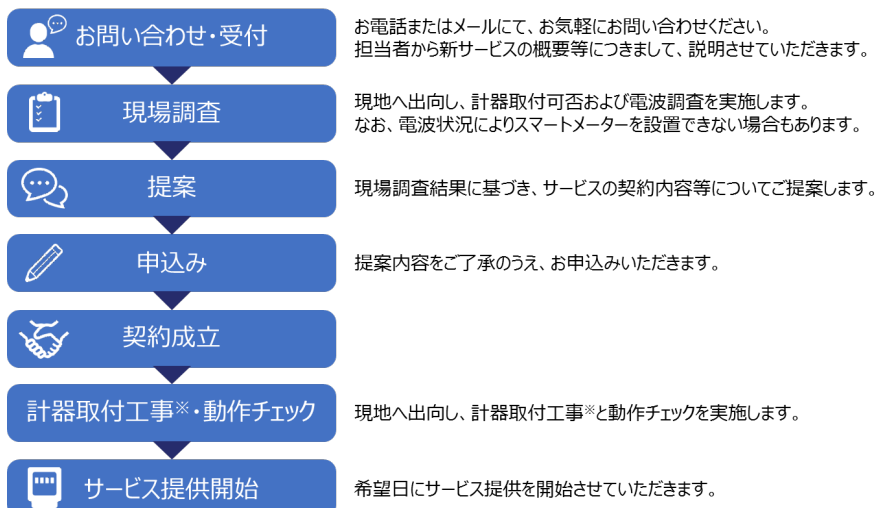 お問い合わせ・受付
お電話またはメールにて、お気軽にお問い合わせください。
担当者から新サービスの概要等につきまして、説明させていただきます。
現場調査
現地へ出向し、計器取付可否および電波調査を実施します。
なお、電波状況によりスマートメーターを設置できない場合もあります。
提案
現場調査結果に基づき、サービスの契約内容等についてご提案します。
申込み
提案内容をご了承のうえ、お申込みいただきます。
契約成立
計器取付工事※・動作チェック
現地へ出向し、計器取付工事※と動作チェックを実施します。
サービス提供開始
希望日にサービス提供を開始させていただきます。